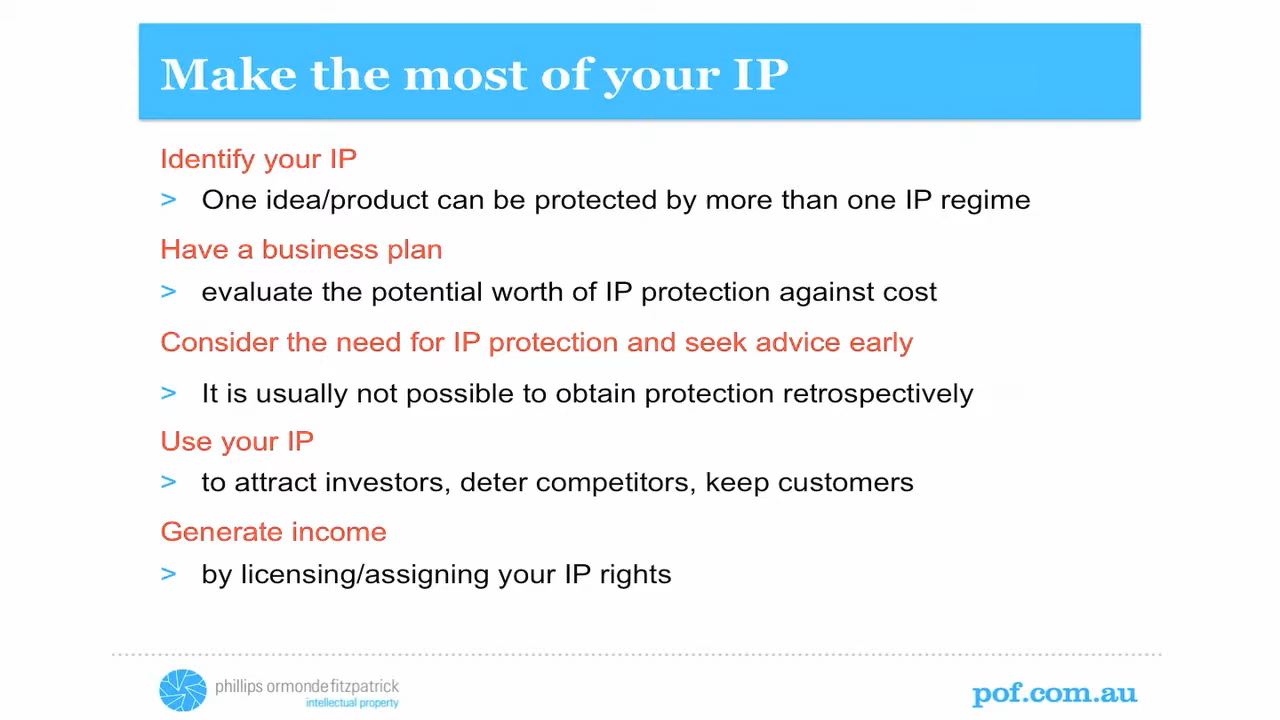 Make the most of your IP
Identify your IP
> One idea/product can be protected by more than one IP regime
Have a business plan
> evaluate the potential worth of IP protection against cost
Consider the need for IP protection and seek advice early
> It is usually not possible to obtain protection retrospectively
Use your IP
> to attract investors, deter competitors, keep customers
Generate income
> by licensing/assigning your IP rights
phillips ormonde fitzpatrick
intellectual property
pof.com.au